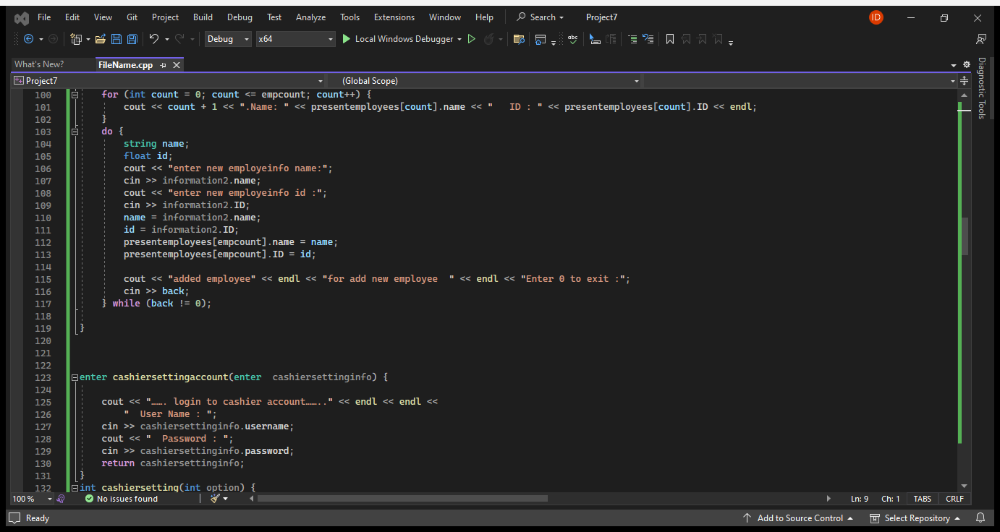 File Edit View Git Project Build Debug Test Analyze Tools Extensions Window Help Search Project7 ID
Debug x64 Local Windows Debugger abc
What's New? FileName.cpp
Project7 (Global Scope)
Diagnostic Tools
100 for (int count = 0; count <= empcount; count++) {
101 cout << count + 1 << ".Name: " << presentemployees[count].name << "   ID : " << presentemployees[count].ID << endl;
102 }
103 do {
104 string name;
105 float id;
106 cout << "enter new employeinfo name:";
107 cin >> information2.name;
108 cout << "enter new employeinfo id :";
109 cin >> information2.ID;
110 name = information2.name;
111 id = information2.ID;
112 presentemployees[empcount].name = name;
113 presentemployees[empcount].ID = id;
114
115 cout << "added employee" << endl << "for add new employee  " << endl << "Enter 0 to exit :";
116 cin >> back;
117 } while (back != 0);
118
119 }
120
121
122
123 enter cashiersettingaccount(enter  cashiersettinginfo) {
124
125 cout << "……. login to cashier account…….." << endl << endl <<
126 "  User Name : ";
127 cin >> cashiersettinginfo.username;
128 cout << "  Password : ";
129 cin >> cashiersettinginfo.password;
130 return cashiersettinginfo;
131 }
132 int cashiersetting(int option) {
100 % No issues found Ln: 9 Ch: 1 TABS CRLF
Ready Add to Source Control Select Repository